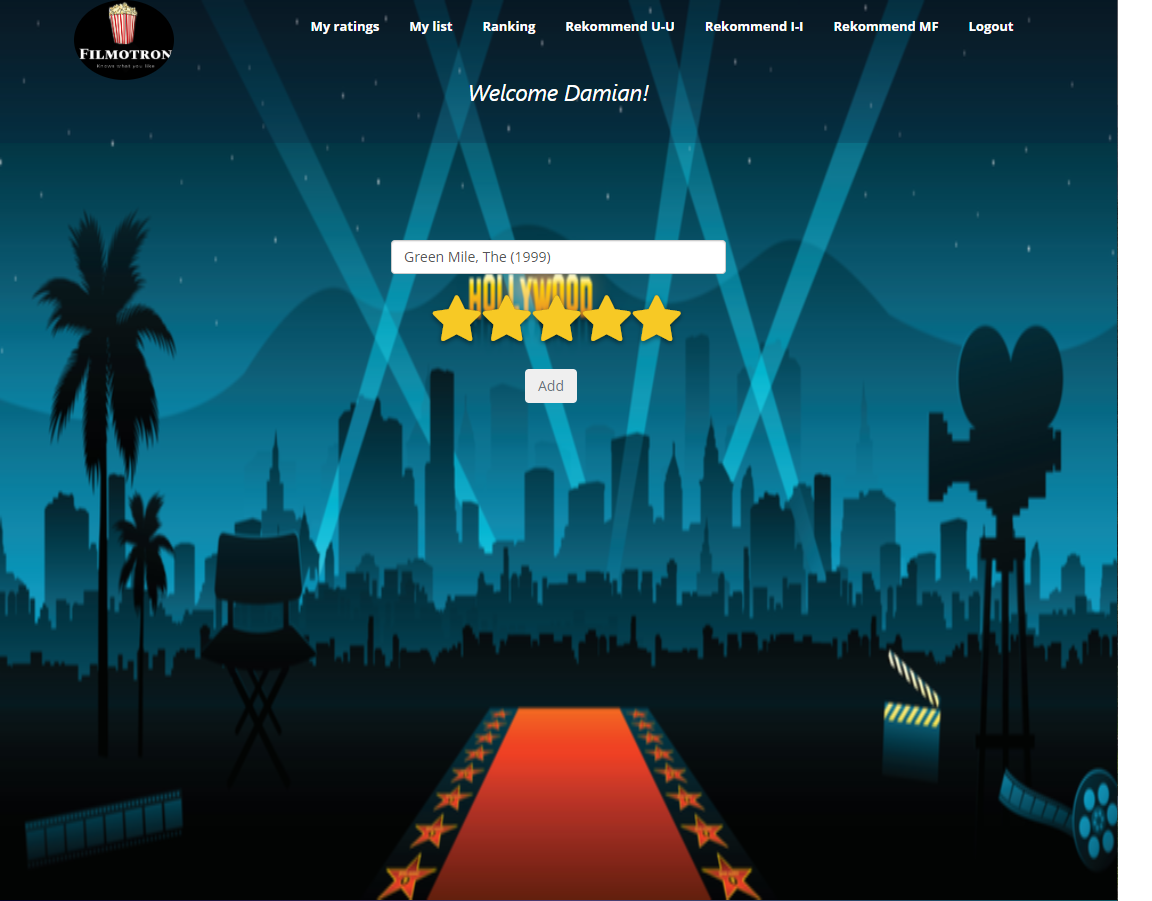 FILMOTRON
Knows what you like
My ratings
My list
Ranking
Rekommend U-U
Rekommend I-I
Rekommend MF
Logout
Welcome Damian!
Green Mile, The (1999)
HOLLYWOOD
Add